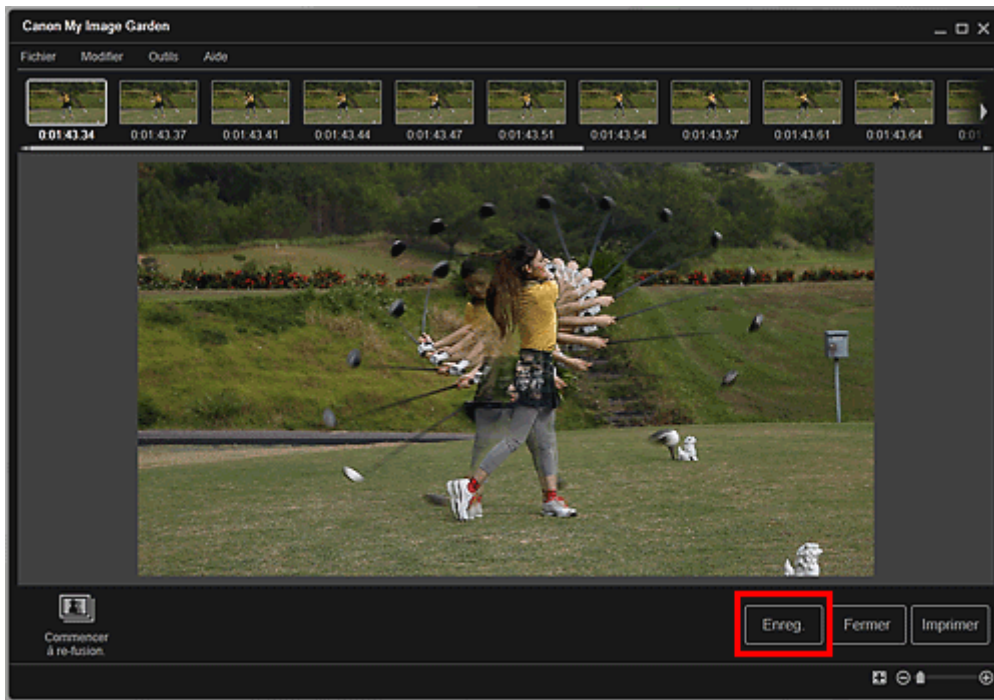 Canon My Image Garden
Fichier Modifier Outils Aide
0:01:43.34 0:01:43.37 0:01:43.41 0:01:43.44 0:01:43.47 0:01:43.51 0:01:43.54 0:01:43.57 0:01:43.61 0:01:43.64 0:01
Enreg. Fermer Imprimer
Commencer
à re-fusion.